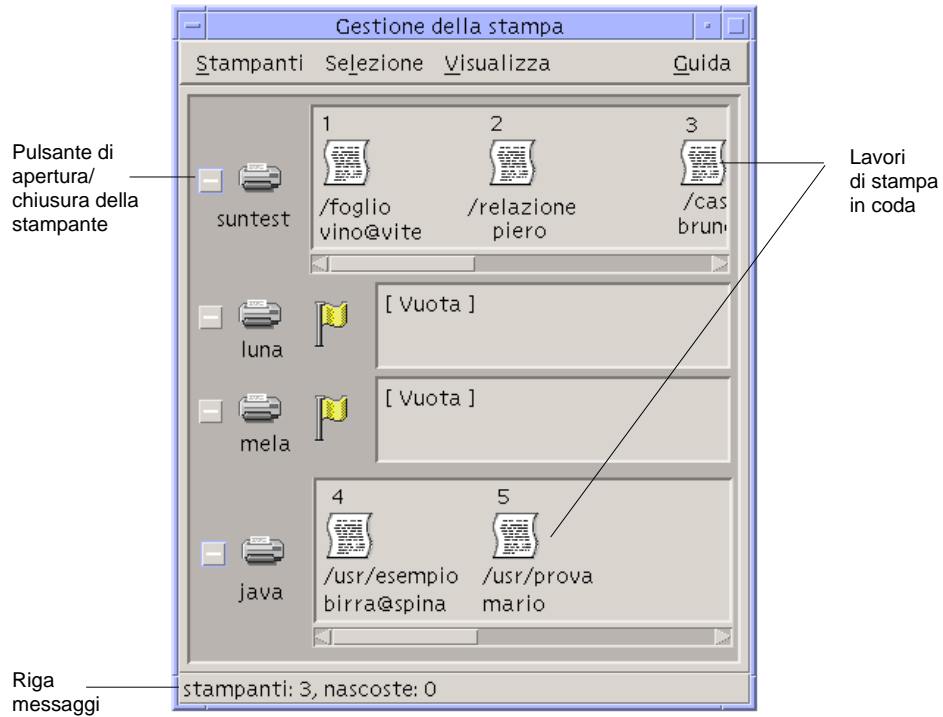 Gestione della stampa
Stampanti Selezione Visualizza Guida
Pulsante di
apertura/
chiusura della
stampante
suntest
1 2 3
/foglio /relazione /cas
vino@vite piero brun
Lavori
di stampa
in coda
luna
[ Vuota ]
mela
[ Vuota ]
java
4 5
/usr/esempio /usr/prova
birra@spina mario
Riga
messaggi
stampanti: 3, nascoste: 0